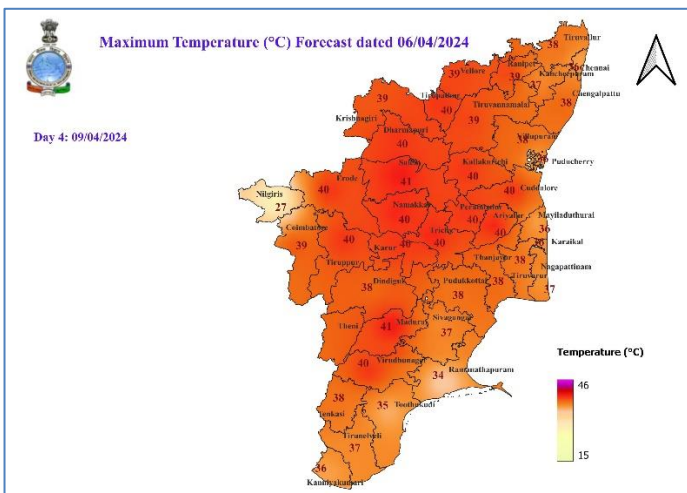 Maximum Temperature (°C) Forecast dated 06/04/2024
Day 4: 09/04/2024
38 Tiruvallur
36 Chennai
Vellore
39
Ranipet
39
Kancheepuram
37
Chengalpattu
38
39
Krishnagiri
Tirupattur
40
Tiruvannamalai
39
Dharmapuri
40
Villupuram
38
Puducherry
Salem
41
Kallakurichi
40
Cuddalore
40
Nilgiris
27
Erode
40
Namakkal
40
Perambalur
40
Ariyalur
40
Mayiladuthurai
36
36 Karaikal
Coimbatore
39
40
Tiruppur
Karur
40
Trichy
40
Thanjavur
38
Tiruvarur
38
Nagapattinam
37
38
Dindigul
Pudukkottai
38
Theni
Madurai
41
Sivagangai
37
Virudhunagar
40
Ramanathapuram
34
38
Tenkasi
35
Toothukudi
Tirunelveli
37
36
Kanniyakumari
Temperature (°C)
46
15